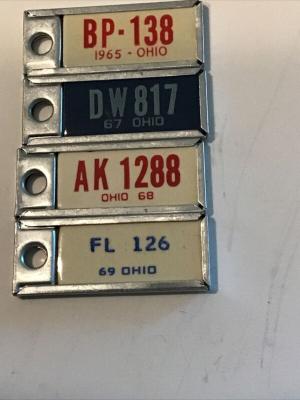 BP-138
1965 - OHIO
DW 817
67 OHIO
AK 1288
OHIO 68
FL 126
69 OHIO